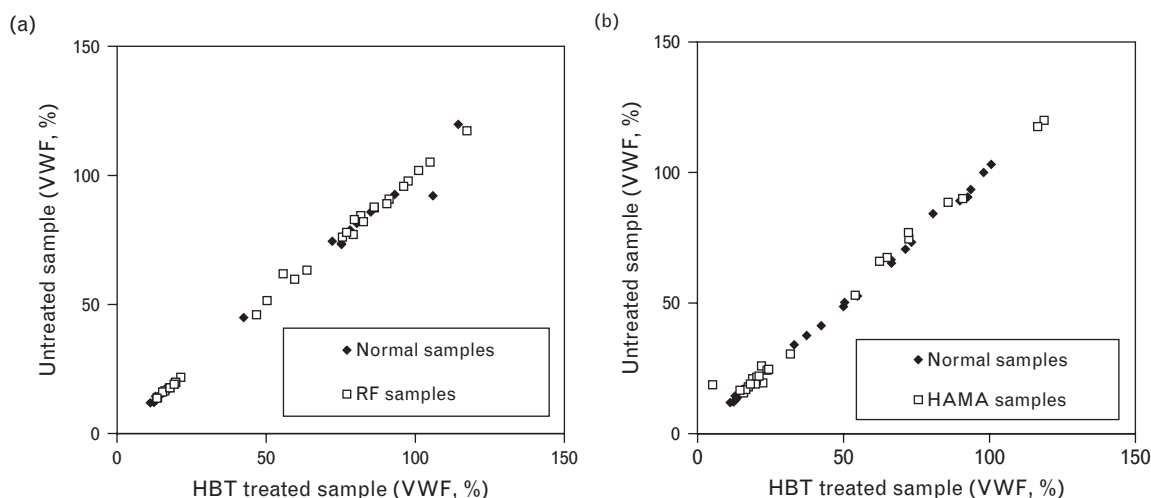 (a)
150
100
50
0
Untreated sample (VWF, %)
◆ Normal samples
□ RF samples
0 50 100 150
HBT treated sample (VWF, %)
(b)
150
100
50
0
Untreated sample (VWF, %)
◆ Normal samples
□ HAMA samples
0 50 100 150
HBT treated sample (VWF, %)